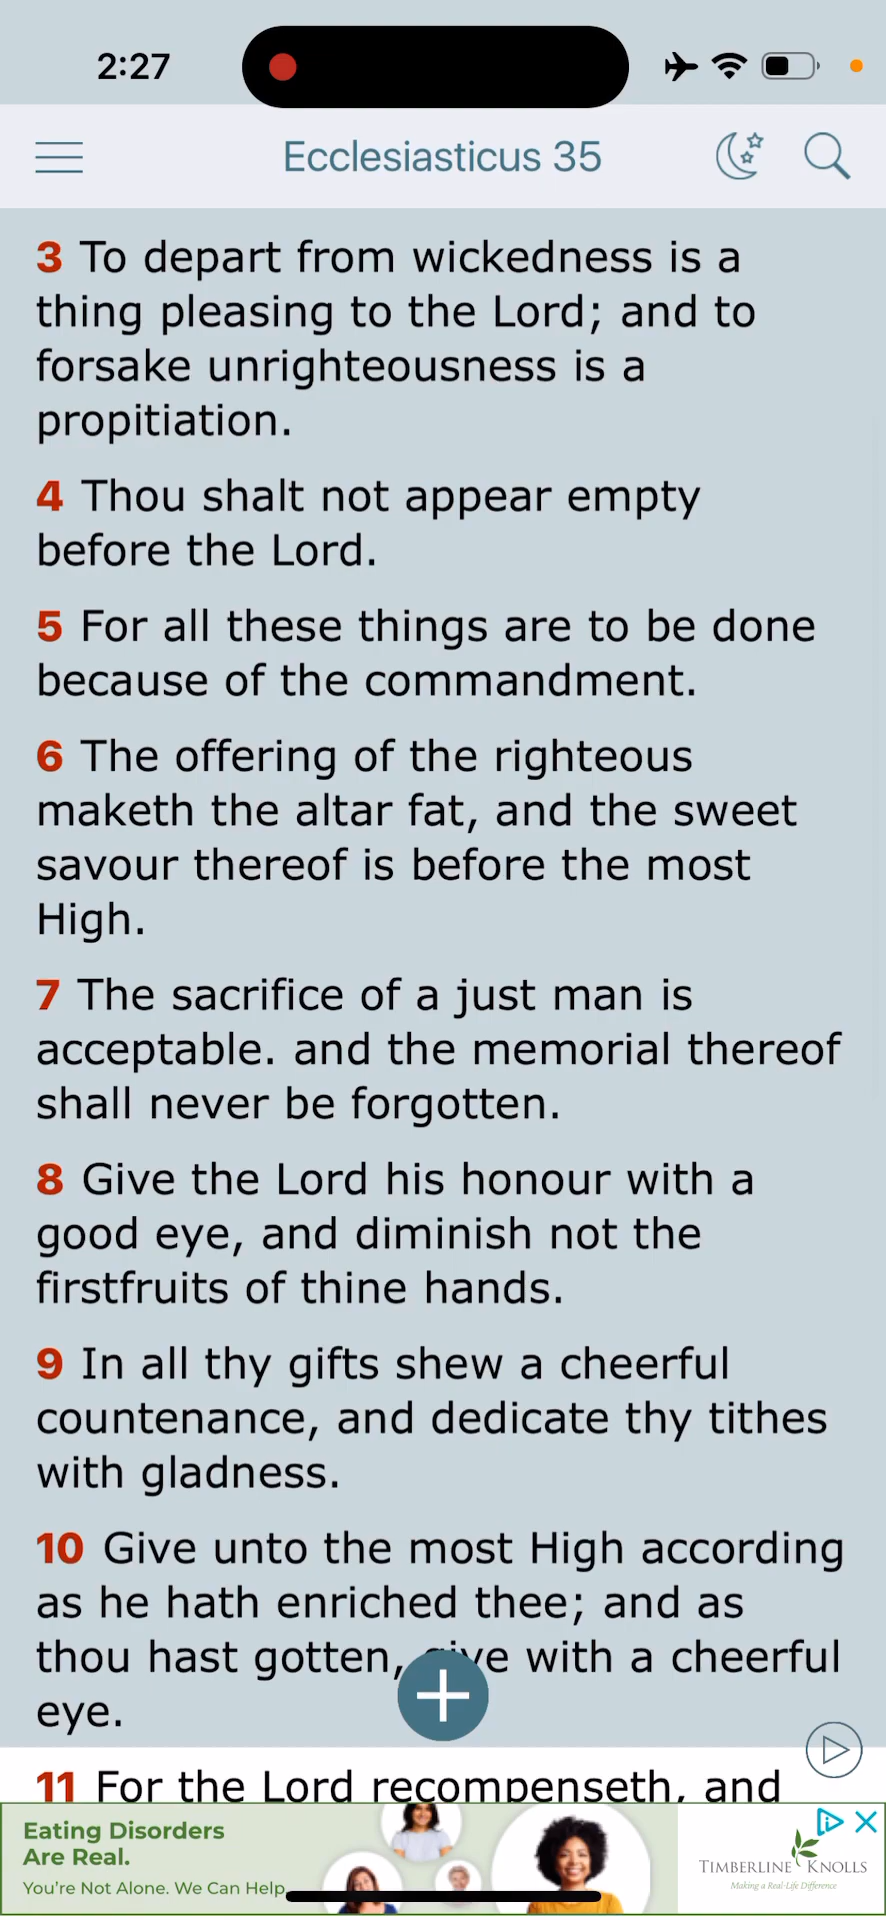 2:27
Ecclesiasticus 35
3 To depart from wickedness is a
thing pleasing to the Lord; and to
forsake unrighteousness is a
propitiation.
4 Thou shalt not appear empty
before the Lord.
5 For all these things are to be done
because of the commandment.
6 The offering of the righteous
maketh the altar fat, and the sweet
savour thereof is before the most
High.
7 The sacrifice of a just man is
acceptable. and the memorial thereof
shall never be forgotten.
8 Give the Lord his honour with a
good eye, and diminish not the
firstfruits of thine hands.
9 In all thy gifts shew a cheerful
countenance, and dedicate thy tithes
with gladness.
10 Give unto the most High according
as he hath enriched thee; and as
thou hast gotten, give with a cheerful
eye.
11 For the Lord recompenseth, and
Eating Disorders
Are Real.
You're Not Alone. We Can Help.
TIMBERLINE KNOLLS
Making a Real-Life Difference